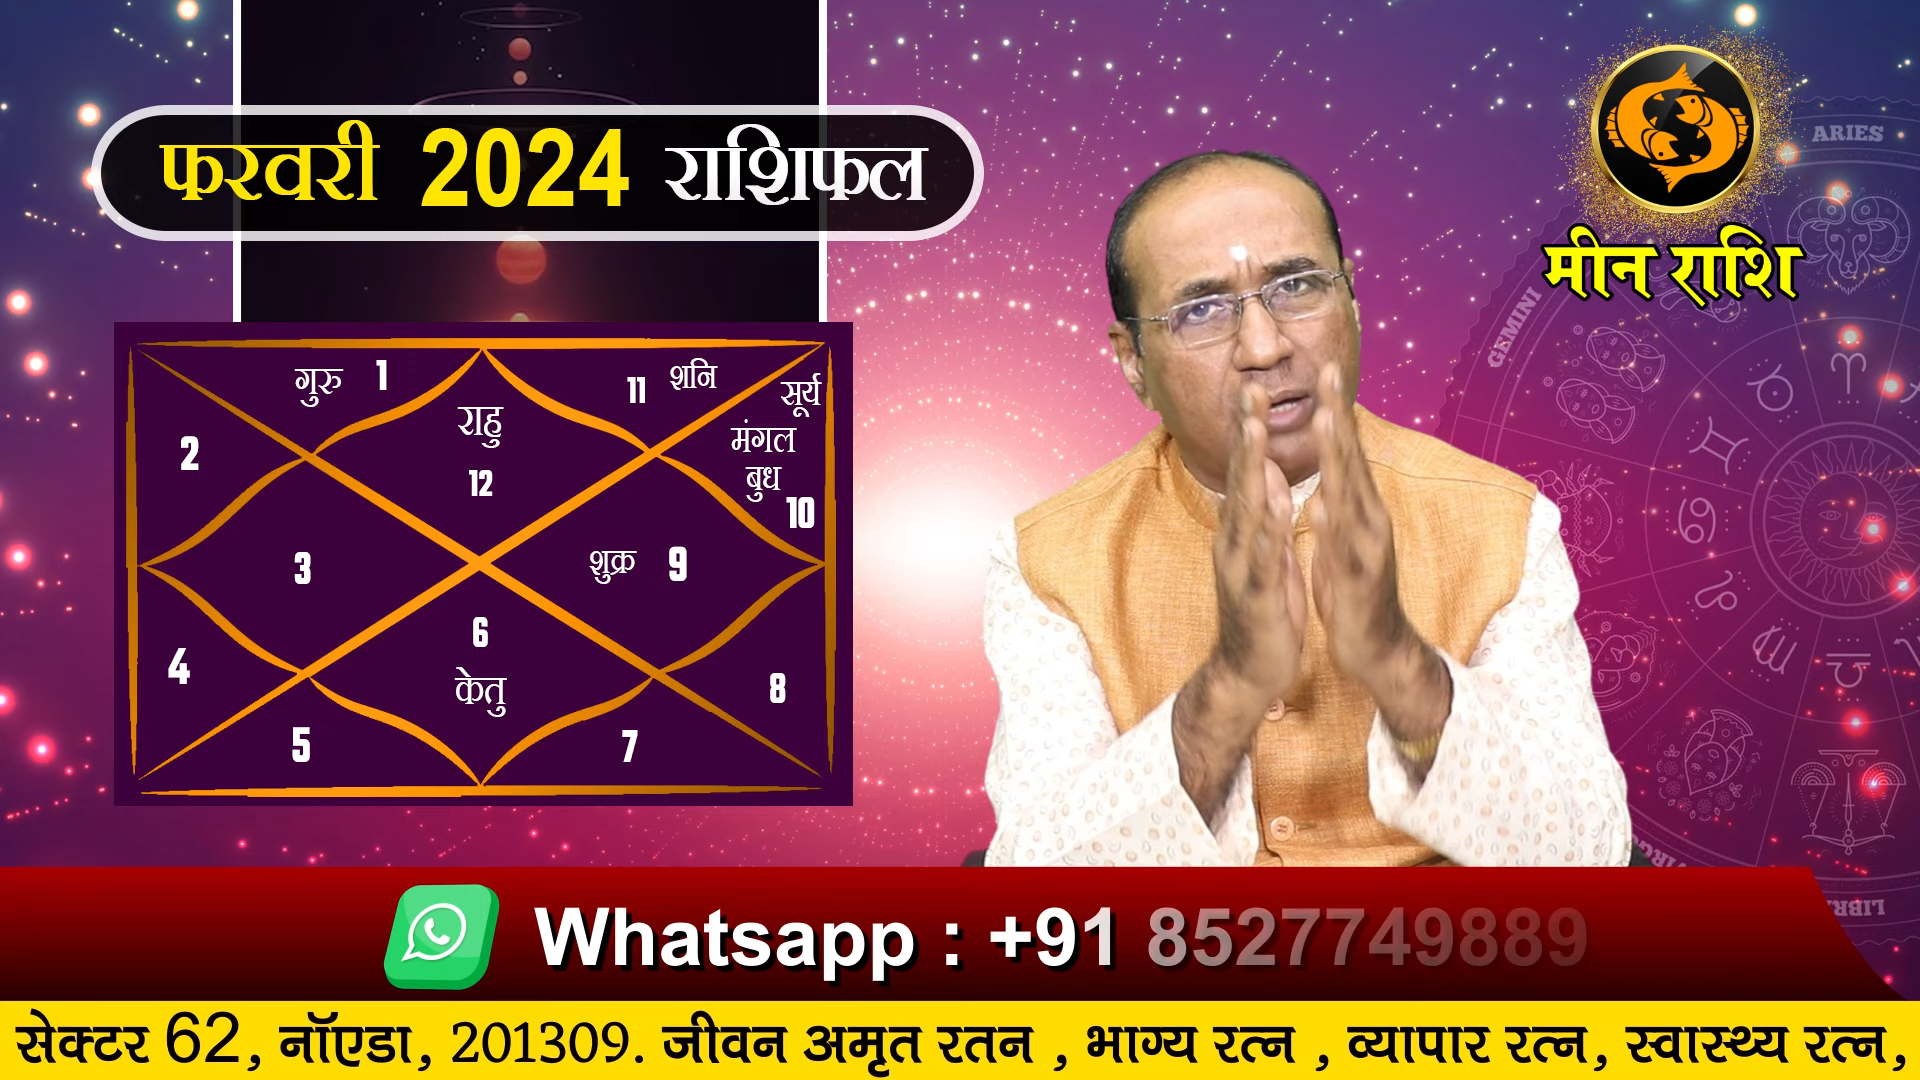 फरवरी 2024 राशिफल
मीन राशि
ARIES
GEMINI
गुरु 1
11 शनि
सूर्य
मंगल
बुध
10
राहु
12
2
3
शुक्र 9
6
केतु
4
8
5
7
LIBRA
Whatsapp : +91 8527749889
सेक्टर 62, नॉएडा, 201309. जीवन अमृत रतन , भाग्य रत्न , व्यापार रत्न, स्वास्थ्य रत्न,